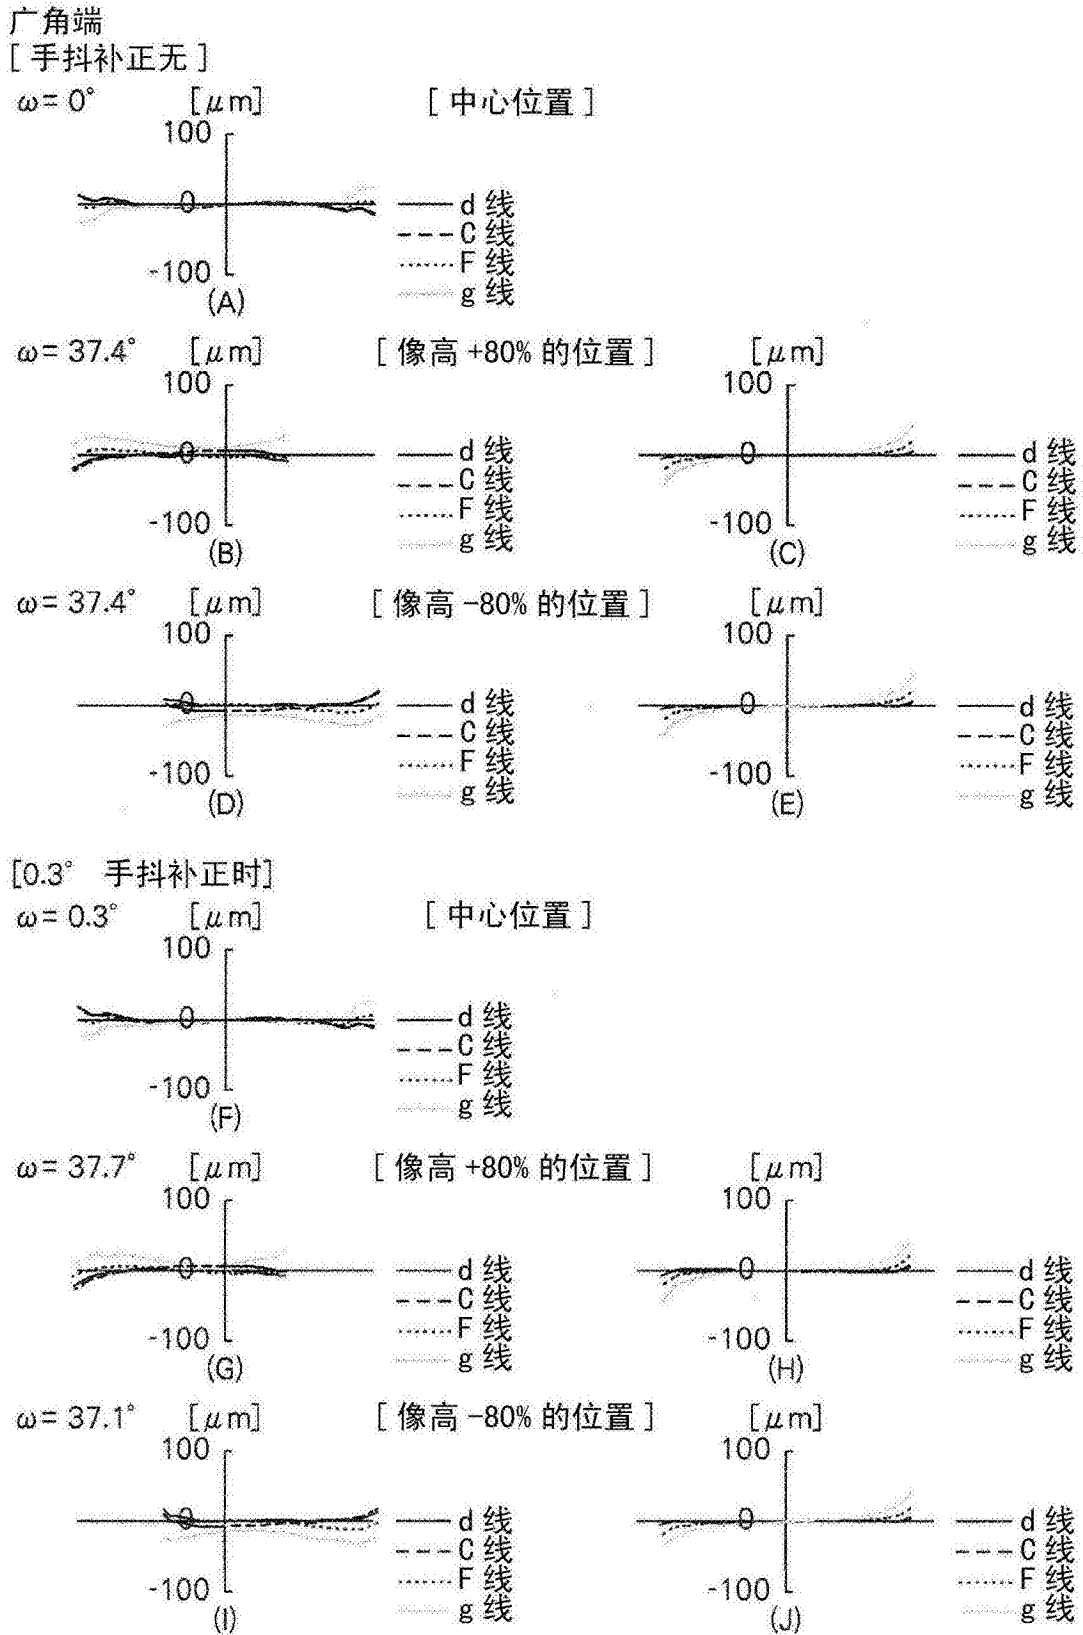 广角端
[ 手抖补正无 ]
ω= 0° [μm] [ 中心位置 ]
100
0
-100
(A)
d 线
C 线
F 线
g 线
ω= 37.4° [μm] [ 像高 +80% 的位置 ] [μm]
100
0
-100
(B)
d 线
C 线
F 线
g 线
100
0
-100
(C)
d 线
C 线
F 线
g 线
ω= 37.4° [μm] [ 像高 -80% 的位置 ] [μm]
100
0
-100
(D)
d 线
C 线
F 线
g 线
100
0
-100
(E)
d 线
C 线
F 线
g 线
[0.3° 手抖补正时]
ω= 0.3° [μm] [ 中心位置 ]
100
0
-100
(F)
d 线
C 线
F 线
g 线
ω= 37.7° [μm] [ 像高 +80% 的位置 ] [μm]
100
0
-100
(G)
d 线
C 线
F 线
g 线
100
0
-100
(H)
d 线
C 线
F 线
g 线
ω= 37.1° [μm] [ 像高 -80% 的位置 ] [μm]
100
0
-100
(I)
d 线
C 线
F 线
g 线
100
0
-100
(J)
d 线
C 线
F 线
g 线